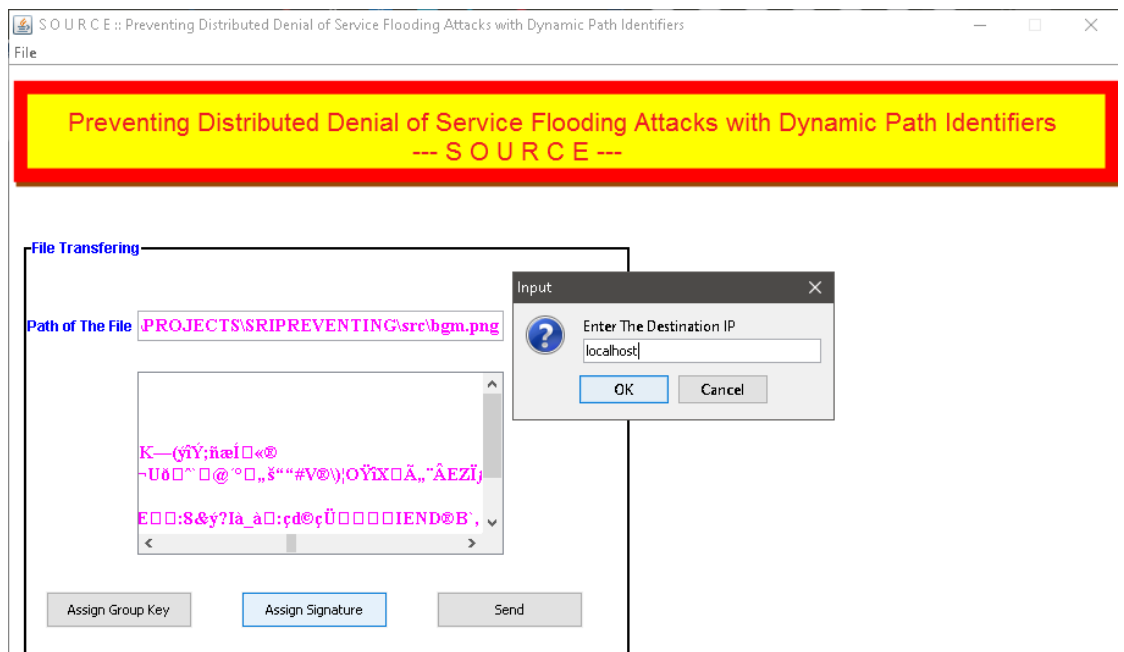 S O U R C E :: Preventing Distributed Denial of Service Flooding Attacks with Dynamic Path Identifiers
File
Preventing Distributed Denial of Service Flooding Attacks with Dynamic Path Identifiers
--- S O U R C E ---
File Transfering
Input
Enter The Destination IP
localhost
OK Cancel
Path of The File \PROJECTS\SRIPREVENTING\src\bgm.png
Assign Group Key Assign Signature Send